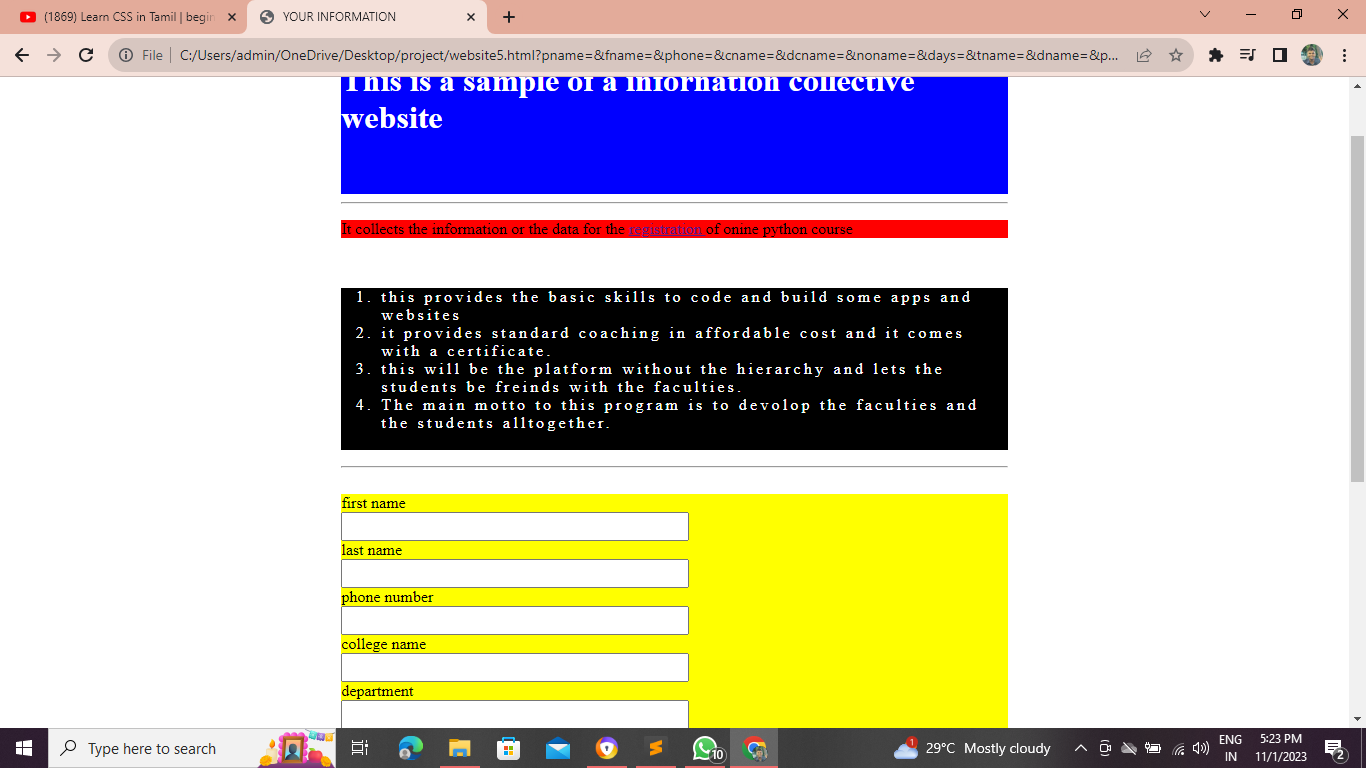 (1869) Learn CSS in Tamil | begin
YOUR INFORMATION
File
C:/Users/admin/OneDrive/Desktop/project/website5.html?pname=&fname=&phone=&cname=&dcname=&noname=&days=&tname=&dname=&p...
This is a sample of a infornation collective
website
It collects the information or the data for the registration of onine python course
1. this provides the basic skills to code and build some apps and
websites
2. it provides standard coaching in affordable cost and it comes
with a certificate.
3. this will be the platform without the hierarchy and lets the
students be freinds with the faculties.
4. The main motto to this program is to devolop the faculties and
the students alltogether.
first name
last name
phone number
college name
department
Type here to search
10
1
29°C Mostly cloudy
ENG
IN
5:23 PM
11/1/2023
2